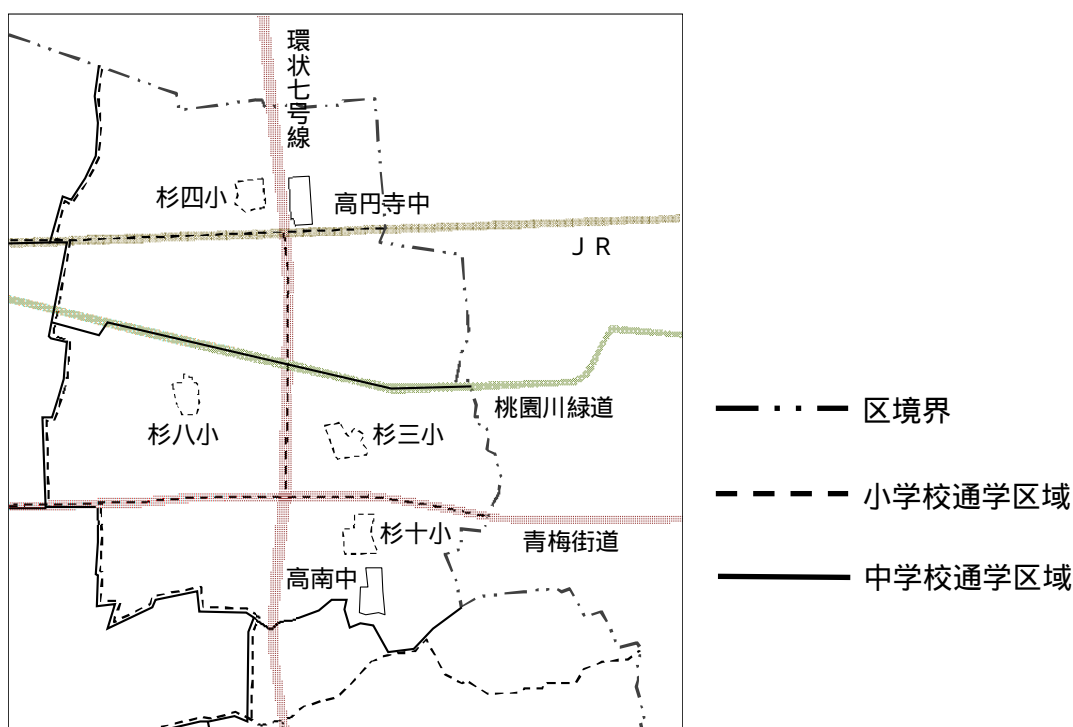 環状七号線
杉四小
高円寺中
ＪＲ
桃園川緑道
杉八小
杉三小
杉十小
青梅街道
高南中
区境界
小学校通学区域
中学校通学区域